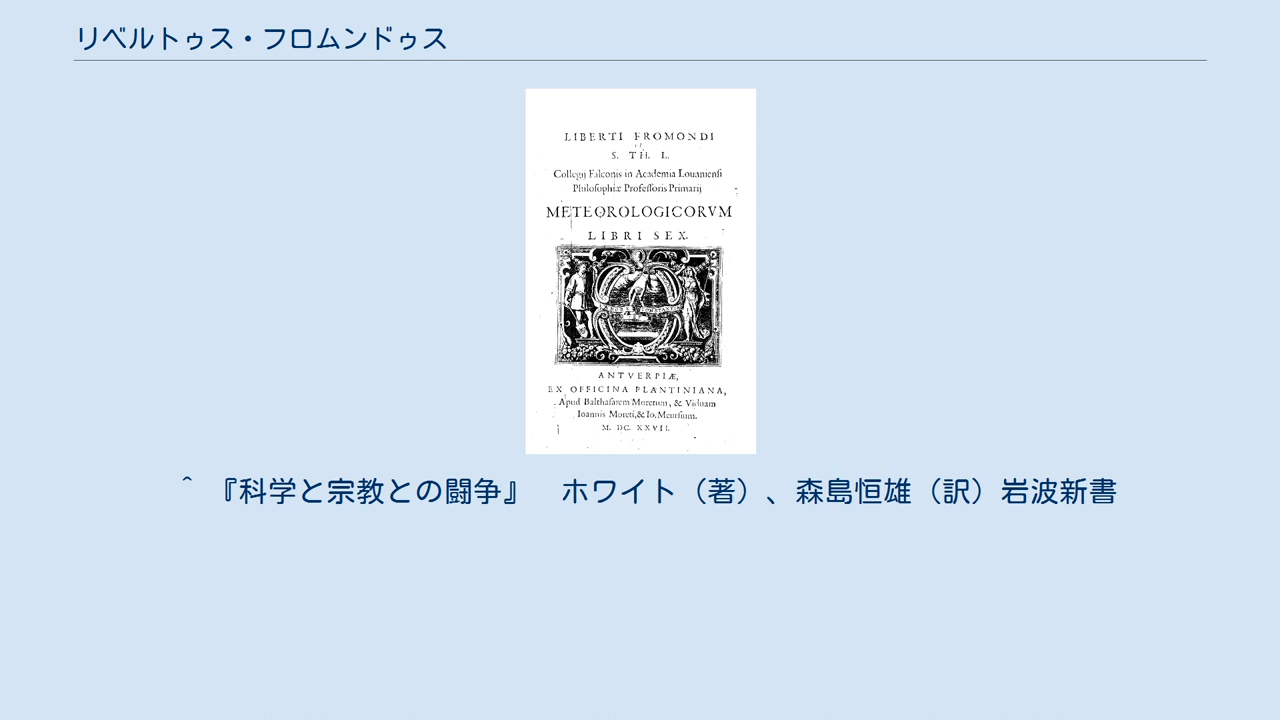 リベルトゥス・フロムンドゥス
LIBERTI FROMONDI
S. TH. L.
Collegij Falconis in Academia Louaniensi
Philosophiæ Professoris Primarij
METEOROLOGICORVM
LIBRI SEX.
ANTVERPIÆ,
EX OFFICINA PLANTINIANA,
Apud Balthasarem Moretum, & Viduam
Ioannis Moreti, & Io. Meursium.
M. DC. XXVII.
^ 『科学と宗教との闘争』　ホワイト（著）、森島恒雄（訳）岩波新書